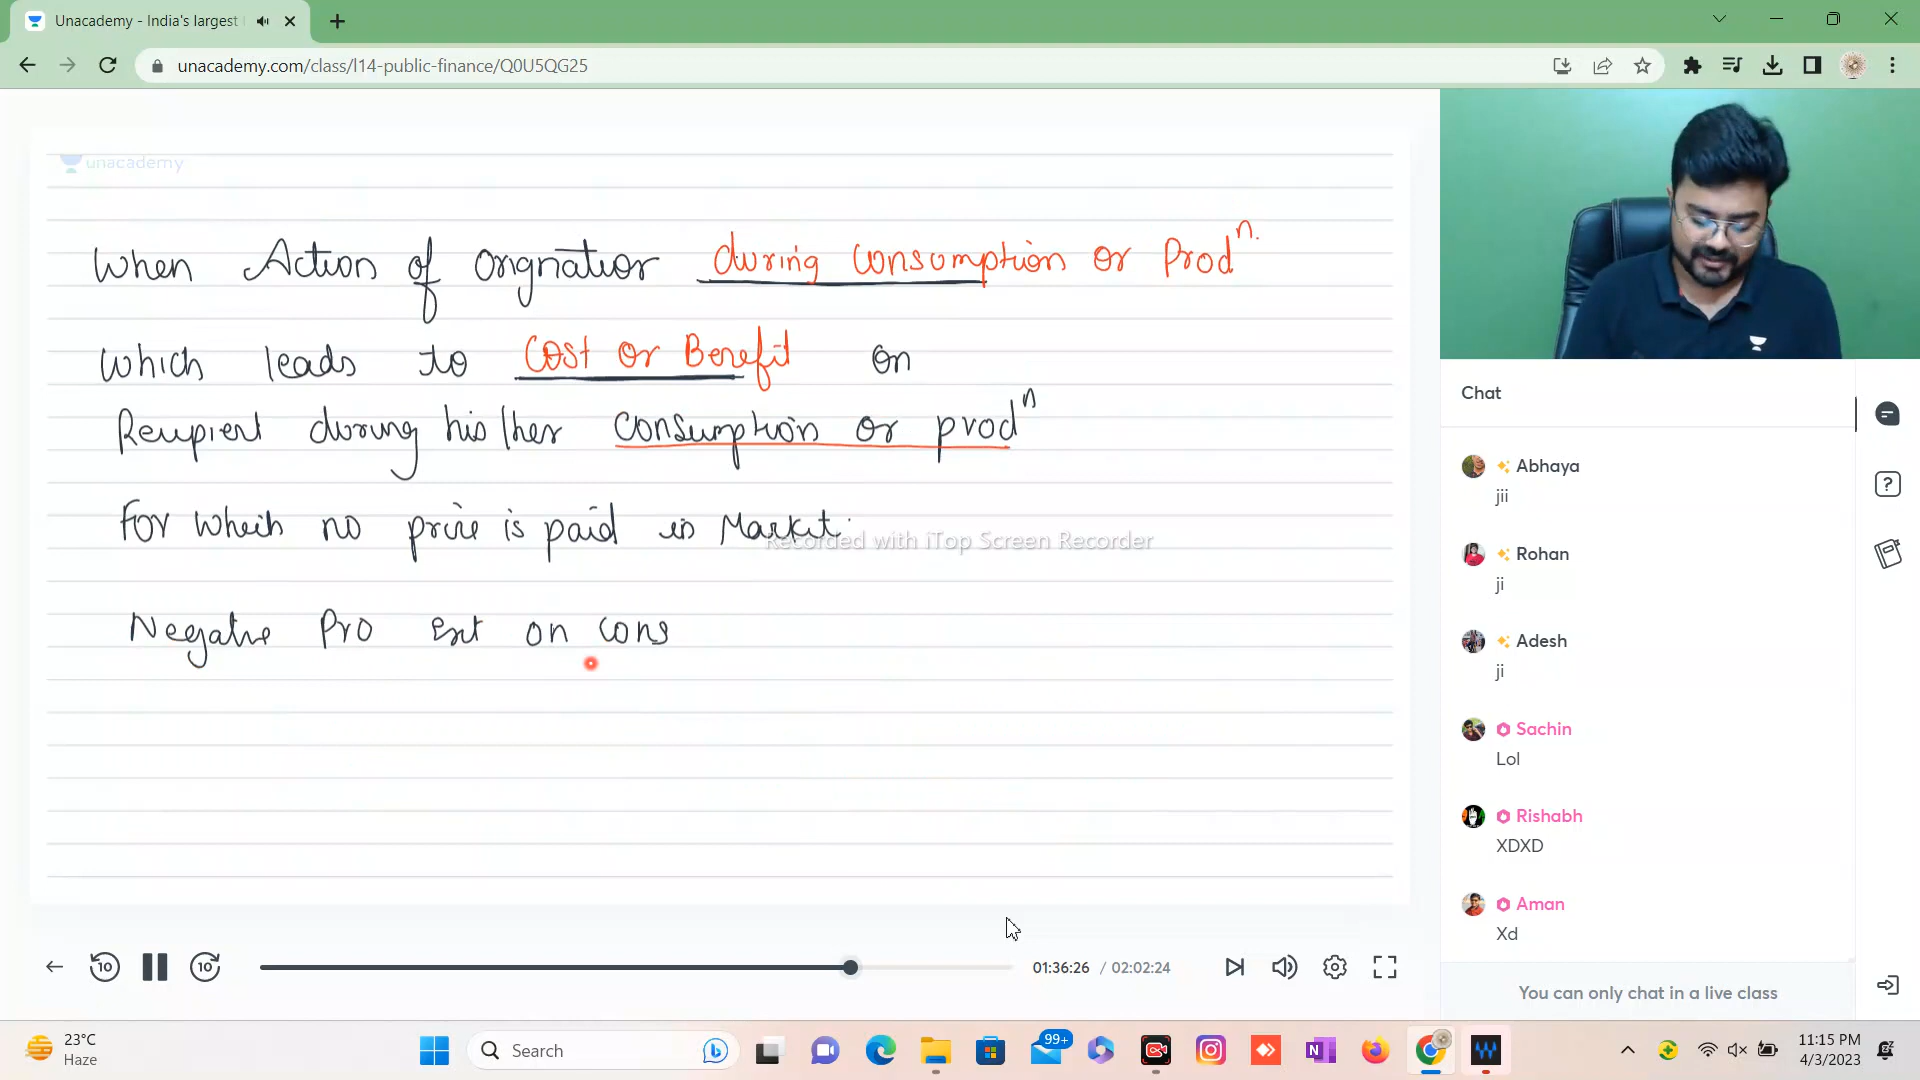 Unacademy - India's largest
unacademy.com/class/l14-public-finance/Q0U5QG25
unacademy
When Action of Orignatior during consumption or Prodⁿ.
which leads to Cost or Benefit on
Recipient during his/her consumption or prodⁿ
For which no price is paid in Market.
Recorded with iTop Screen Recorder
Negative Pro Ext on Cons
Chat
Abhaya
jii
Rohan
ji
Adesh
ji
Sachin
Lol
Rishabh
XDXD
Aman
Xd
You can only chat in a live class
10
10
01:36:26 / 02:02:24
23°C
Haze
Search
99+
11:15 PM
4/3/2023